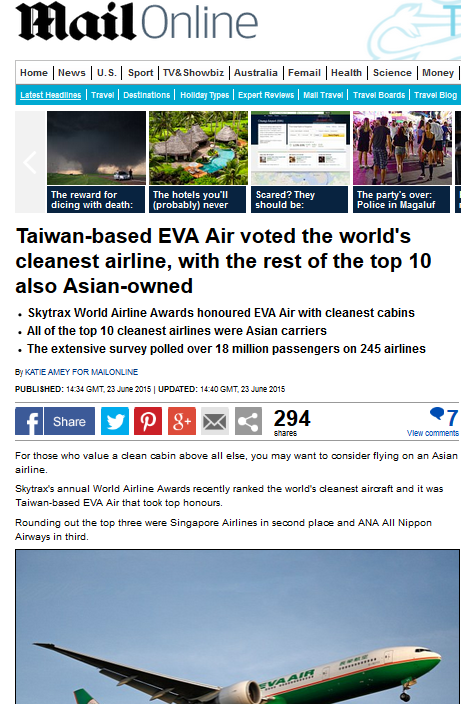 Mail Online
Home News U.S. Sport TV&Showbiz Australia Femail Health Science Money
Latest Headlines Travel Destinations Holiday Types Expert Reviews Mail Travel Travel Boards Travel Blog
The reward for
dicing with death:
The hotels you'll
(probably) never
Scared? They
should be:
The party's over:
Police in Magaluf
Taiwan-based EVA Air voted the world's
cleanest airline, with the rest of the top 10
also Asian-owned
• Skytrax World Airline Awards honoured EVA Air with cleanest cabins
• All of the top 10 cleanest airlines were Asian carriers
• The extensive survey polled over 18 million passengers on 245 airlines
By KATIE AMEY FOR MAILONLINE
PUBLISHED: 14:34 GMT, 23 June 2015 | UPDATED: 14:40 GMT, 23 June 2015
f Share g+ 294
shares
7
View comments
For those who value a clean cabin above all else, you may want to consider flying on an Asian
airline.
Skytrax's annual World Airline Awards recently ranked the world's cleanest aircraft and it was
Taiwan-based EVA Air that took top honours.
Rounding out the top three were Singapore Airlines in second place and ANA All Nippon
Airways in third.
EVA AIR